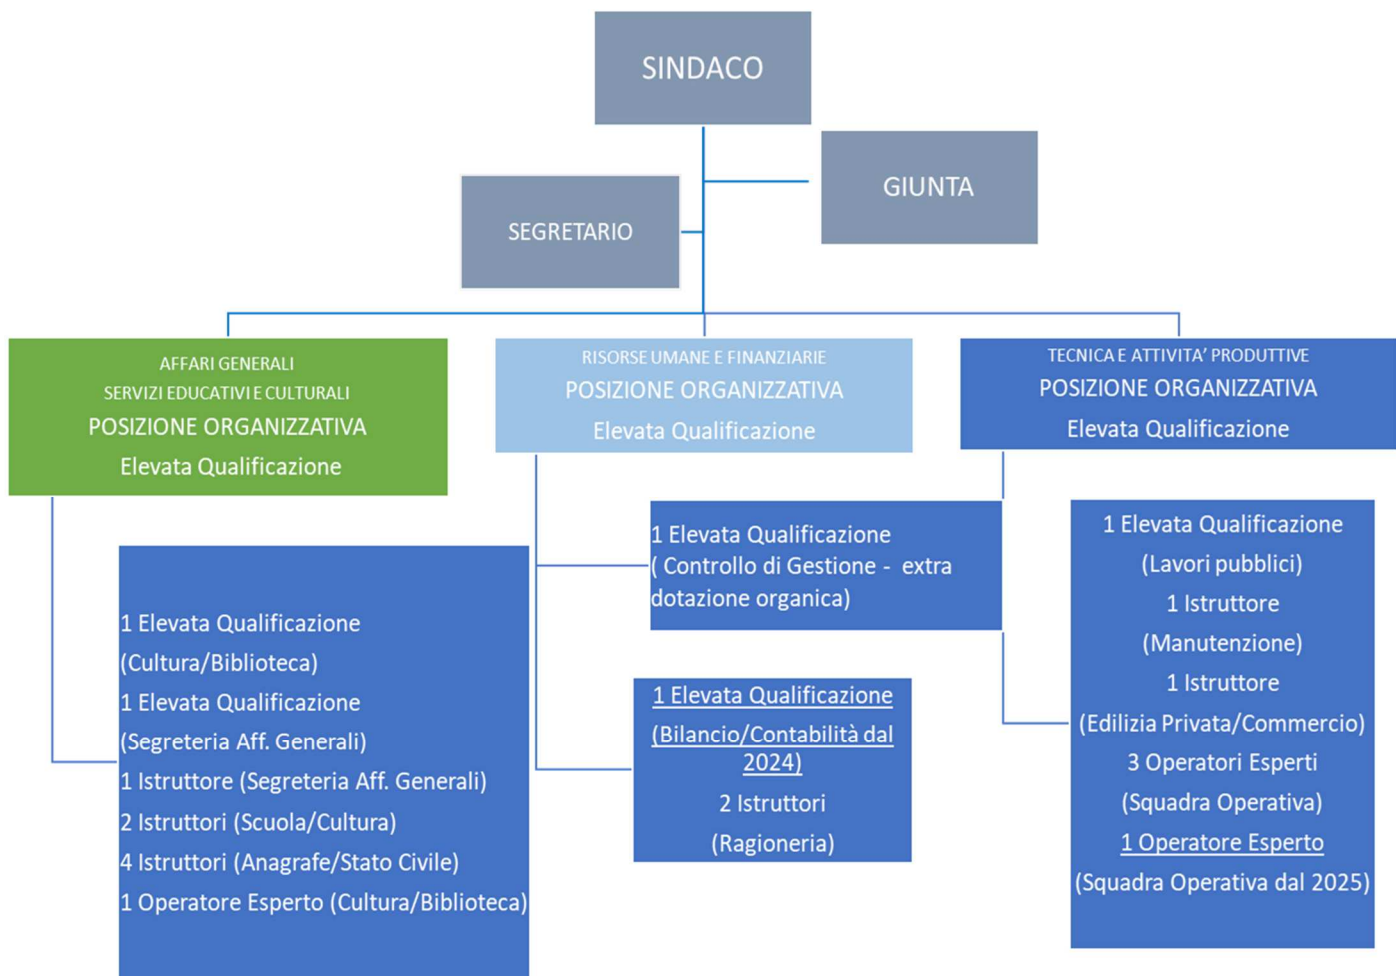 SINDACO
GIUNTA
SEGRETARIO
AFFARI GENERALI
SERVIZI EDUCATIVI E CULTURALI
POSIZIONE ORGANIZZATIVA
Elevata Qualificazione
RISORSE UMANE E FINANZIARIE
POSIZIONE ORGANIZZATIVA
Elevata Qualificazione
TECNICA E ATTIVITA’ PRODUTTIVE
POSIZIONE ORGANIZZATIVA
Elevata Qualificazione
1 Elevata Qualificazione
(Cultura/Biblioteca)
1 Elevata Qualificazione
(Segreteria Aff. Generali)
1 Istruttore (Segreteria Aff. Generali)
2 Istruttori (Scuola/Cultura)
4 Istruttori (Anagrafe/Stato Civile)
1 Operatore Esperto (Cultura/Biblioteca)
1 Elevata Qualificazione
( Controllo di Gestione - extra
dotazione organica)
1 Elevata Qualificazione
(Bilancio/Contabilità dal
2024)
2 Istruttori
(Ragioneria)
1 Elevata Qualificazione
(Lavori pubblici)
1 Istruttore
(Manutenzione)
1 Istruttore
(Edilizia Privata/Commercio)
3 Operatori Esperti
(Squadra Operativa)
1 Operatore Esperto
(Squadra Operativa dal 2025)